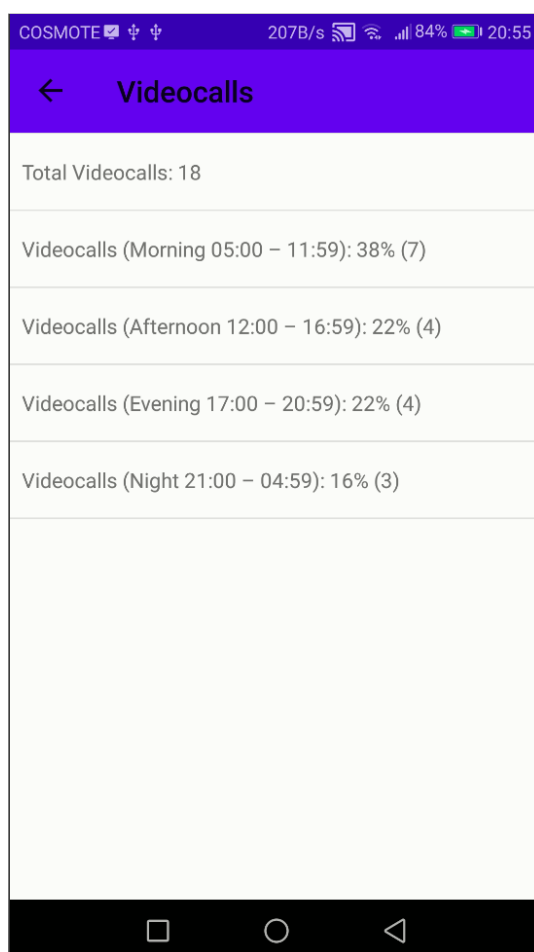 COSMOTE 207B/s 84% 20:55
Videocalls
Total Videocalls: 18
Videocalls (Morning 05:00 – 11:59): 38% (7)
Videocalls (Afternoon 12:00 – 16:59): 22% (4)
Videocalls (Evening 17:00 – 20:59): 22% (4)
Videocalls (Night 21:00 – 04:59): 16% (3)